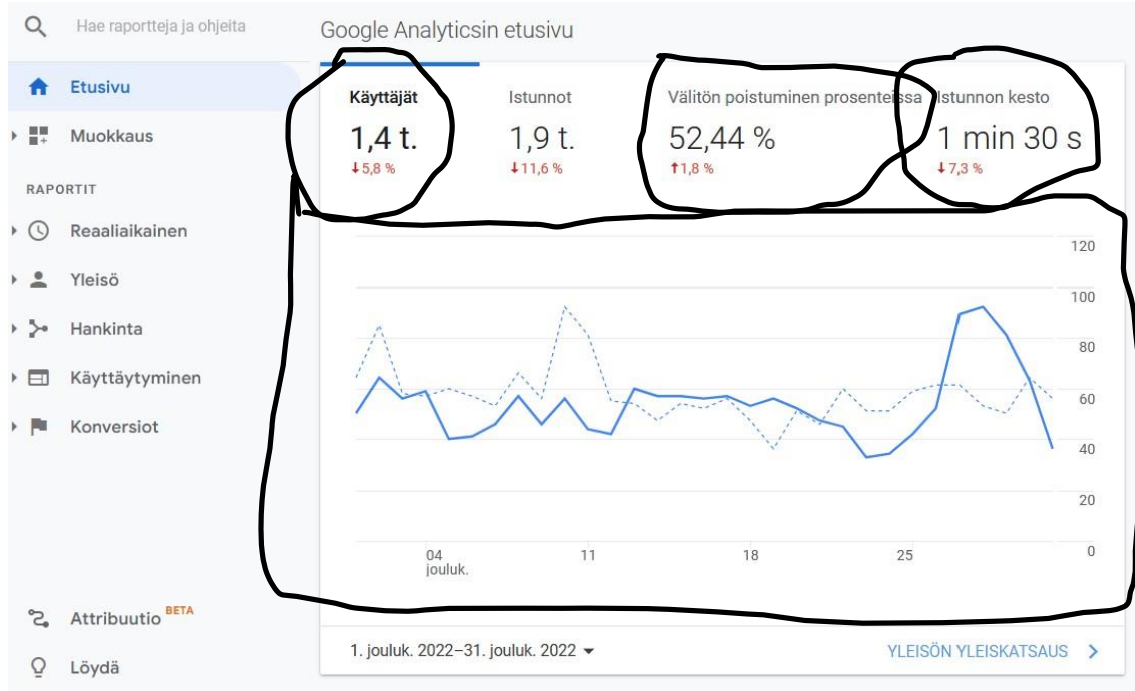 Hae raportteja ja ohjeita
Etusivu
Muokkaus
RAPORTIT
Reaaliaikainen
Yleisö
Hankinta
Käyttäytyminen
Konversiot
Attribuutio BETA
Löydä
Google Analyticsin etusivu
Käyttäjät
1,4 t.
↓5,8 %
Istunnot
1,9 t.
↓11,6 %
Välitön poistuminen prosenteissa
52,44 %
↑1,8 %
Istunnon kesto
1 min 30 s
↓7,3 %
120
100
80
60
40
20
0
04
jouluk.
11
18
25
1. jouluk. 2022–31. jouluk. 2022
YLEISÖN YLEISKATSAUS